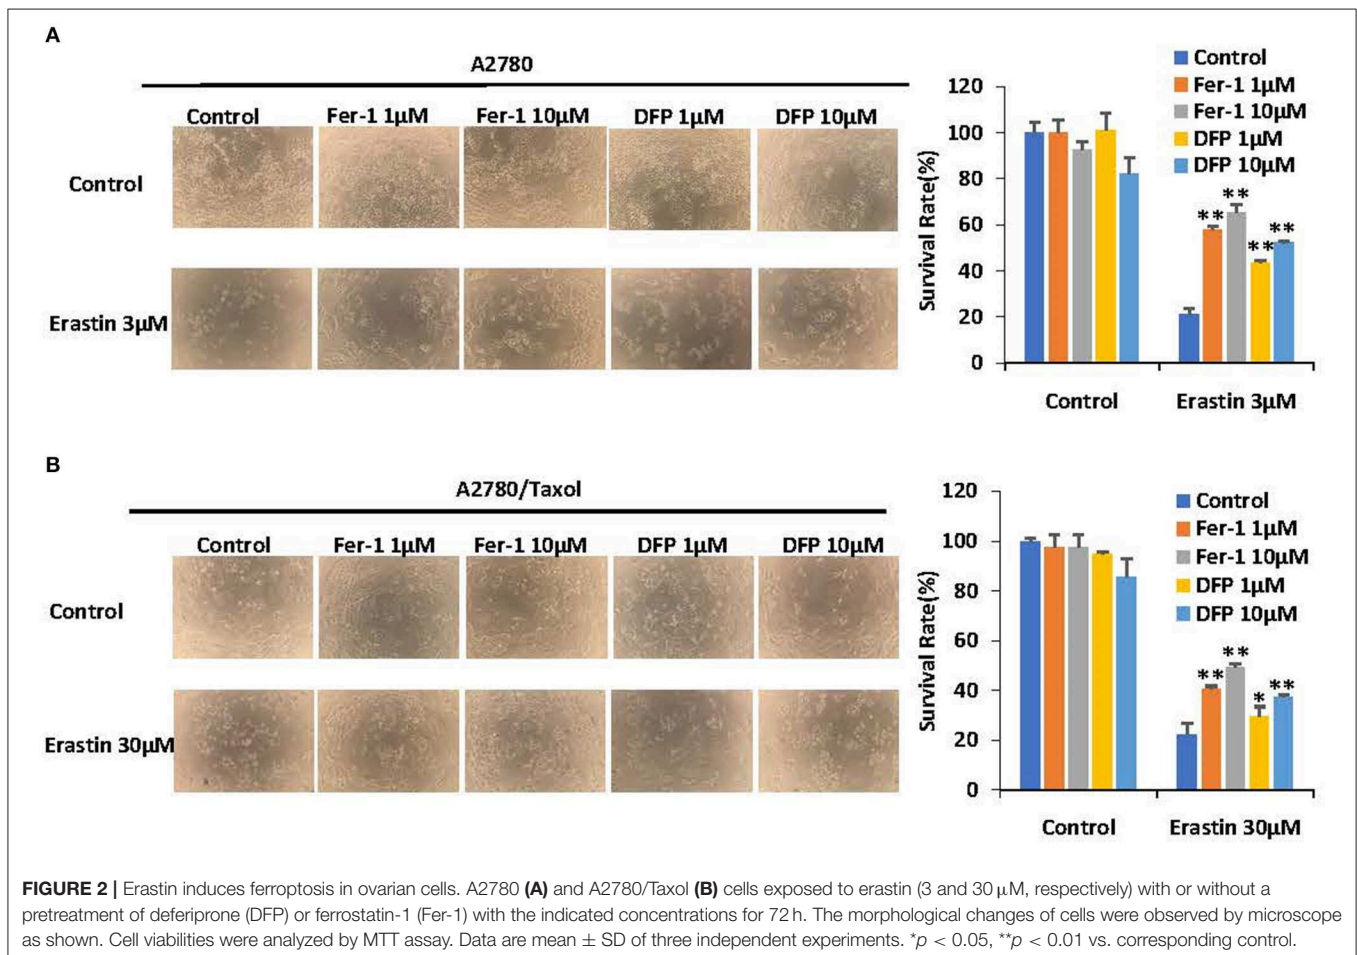 A
A2780
Control Fer-1 1µM Fer-1 10µM DFP 1µM DFP 10µM
Control
Erastin 3µM
Survival Rate(%)
120
100
80
60
40
20
0
Control
Fer-1 1µM
Fer-1 10µM
DFP 1µM
DFP 10µM
** ** ** **
Control Erastin 3µM
B
A2780/Taxol
Control Fer-1 1µM Fer-1 10µM DFP 1µM DFP 10µM
Control
Erastin 30µM
Survival Rate(%)
120
100
80
60
40
20
0
Control
Fer-1 1µM
Fer-1 10µM
DFP 1µM
DFP 10µM
** ** * **
Control Erastin 30µM
FIGURE 2 | Erastin induces ferroptosis in ovarian cells. A2780 (A) and A2780/Taxol (B) cells exposed to erastin (3 and 30 µM, respectively) with or without a
pretreatment of deferiprone (DFP) or ferrostatin-1 (Fer-1) with the indicated concentrations for 72 h. The morphological changes of cells were observed by microscope
as shown. Cell viabilities were analyzed by MTT assay. Data are mean ± SD of three independent experiments. *p < 0.05, **p < 0.01 vs. corresponding control.